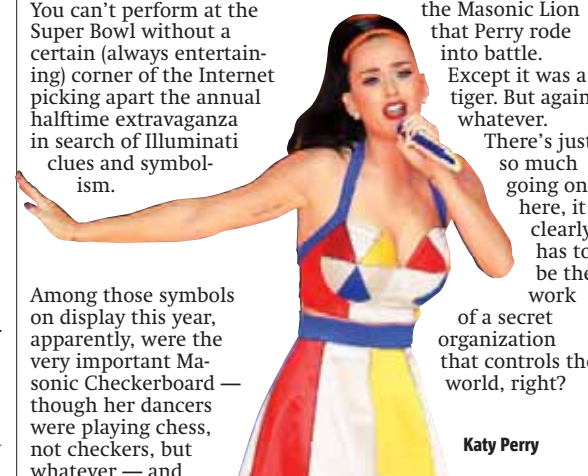 You can't perform at the
Super Bowl without a
certain (always entertain-
ing) corner of the Internet
picking apart the annual
halftime extravaganza
in search of Illuminati
clues and symbol-
ism.
Among those symbols
on display this year,
apparently, were the
very important Ma-
sonic Checkerboard —
though her dancers
were playing chess,
not checkers, but
whatever — and
the Masonic Lion
that Perry rode
into battle.
Except it was a
tiger. But again
whatever.
There's just
so much
going on
here, it
clearly
has to
be the
work
of a secret
organization
that controls the
world, right?
Katy Perry